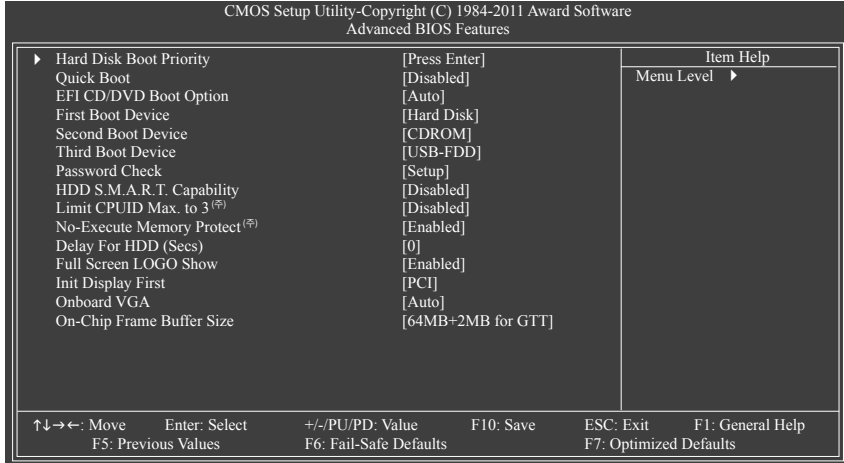 CMOS Setup Utility-Copyright (C) 1984-2011 Award Software
Advanced BIOS Features
▶ Hard Disk Boot Priority [Press Enter] Item Help
Quick Boot [Disabled] Menu Level ▶
EFI CD/DVD Boot Option [Auto]
First Boot Device [Hard Disk]
Second Boot Device [CDROM]
Third Boot Device [USB-FDD]
Password Check [Setup]
HDD S.M.A.R.T. Capability [Disabled]
Limit CPUID Max. to 3 (주) [Disabled]
No-Execute Memory Protect (주) [Enabled]
Delay For HDD (Secs) [0]
Full Screen LOGO Show [Enabled]
Init Display First [PCI]
Onboard VGA [Auto]
On-Chip Frame Buffer Size [64MB+2MB for GTT]
↑↓→←: Move Enter: Select +/-/PU/PD: Value F10: Save ESC: Exit F1: General Help
F5: Previous Values F6: Fail-Safe Defaults F7: Optimized Defaults